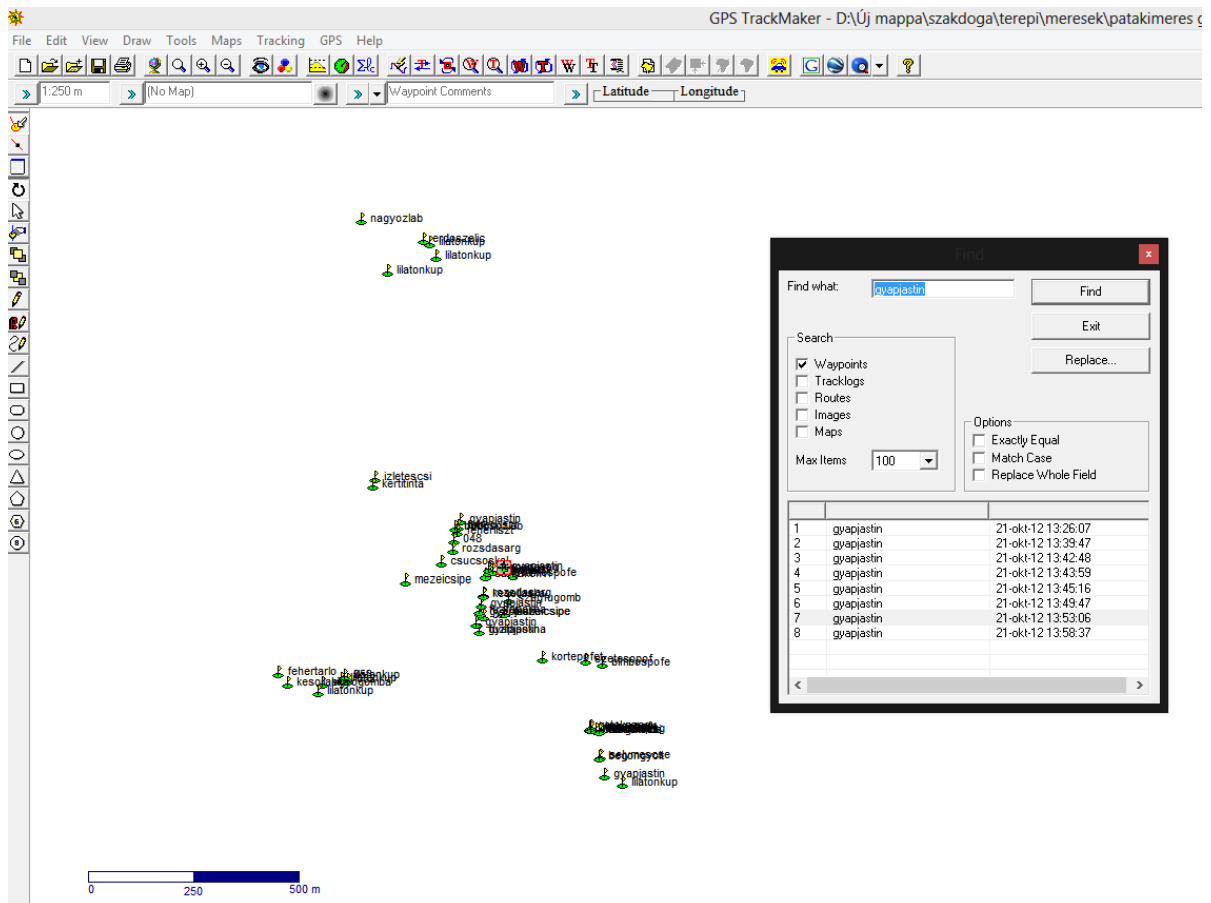 GPS TrackMaker - D:\Új mappa\szakdoga\terepi\meresek\patakimeres g
File Edit View Draw Tools Maps Tracking GPS Help
1:250 m (No Map) Waypoint Comments Latitude Longitude
nagyozlab
lilatonkup
lilatonkup
lilatonkup
izletescsi
kertitinta
gyapjastin
048
rozsdasarg
csucsoskal
mezeicsipe
gyapjastin
gyapjastin
mezeicsipe
gyapjastin
kortepofet
fehertarlo
lilatonkup
gyapjastin
lilatonkup
0 250 500 m
Find
Find what: gyapjastin Find
Exit
Replace...
Search
Waypoints
Tracklogs
Routes
Images
Maps
Max Items 100
Options
Exactly Equal
Match Case
Replace Whole Field
1 gyapjastin 21-okt-12 13:26:07
2 gyapjastin 21-okt-12 13:39:47
3 gyapjastin 21-okt-12 13:42:48
4 gyapjastin 21-okt-12 13:43:59
5 gyapjastin 21-okt-12 13:45:16
6 gyapjastin 21-okt-12 13:49:47
7 gyapjastin 21-okt-12 13:53:06
8 gyapjastin 21-okt-12 13:58:37